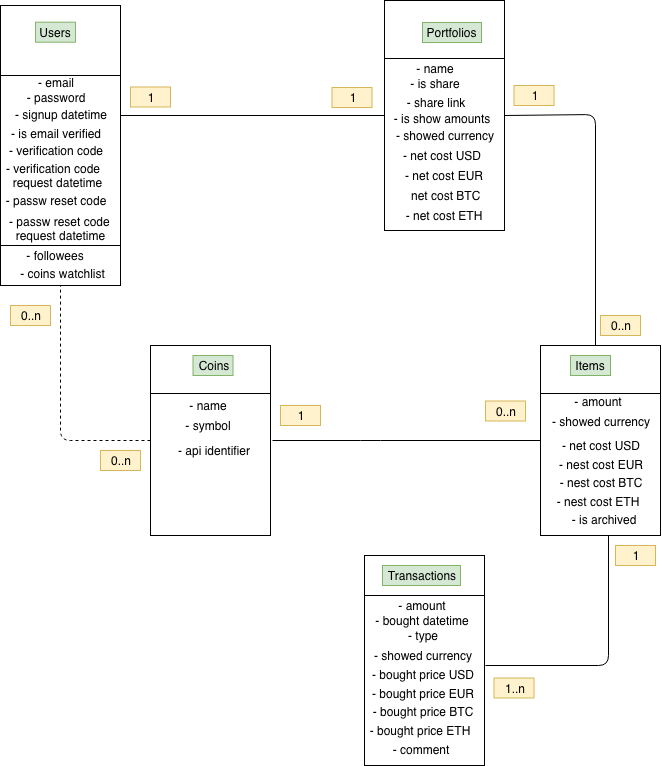 Users
- email
- password
- signup datetime
- is email verified
- verification code
- verification code
request datetime
- passw reset code
- passw reset code
request datetime
- followees
- coins watchlist
1
1
Portfolios
- name
- is share
- share link
- is show amounts
- showed currency
- net cost USD
- net cost EUR
net cost BTC
- net cost ETH
1
0..n
0..n
0..n
Coins
- name
- symbol
- api identifier
1
0..n
Items
- amount
- showed currency
- net cost USD
- nest cost EUR
- nest cost BTC
- nest cost ETH
- is archived
1
1..n
Transactions
- amount
- bought datetime
- type
- showed currency
- bought price USD
- bought price EUR
- bought price BTC
- bought price ETH
- comment